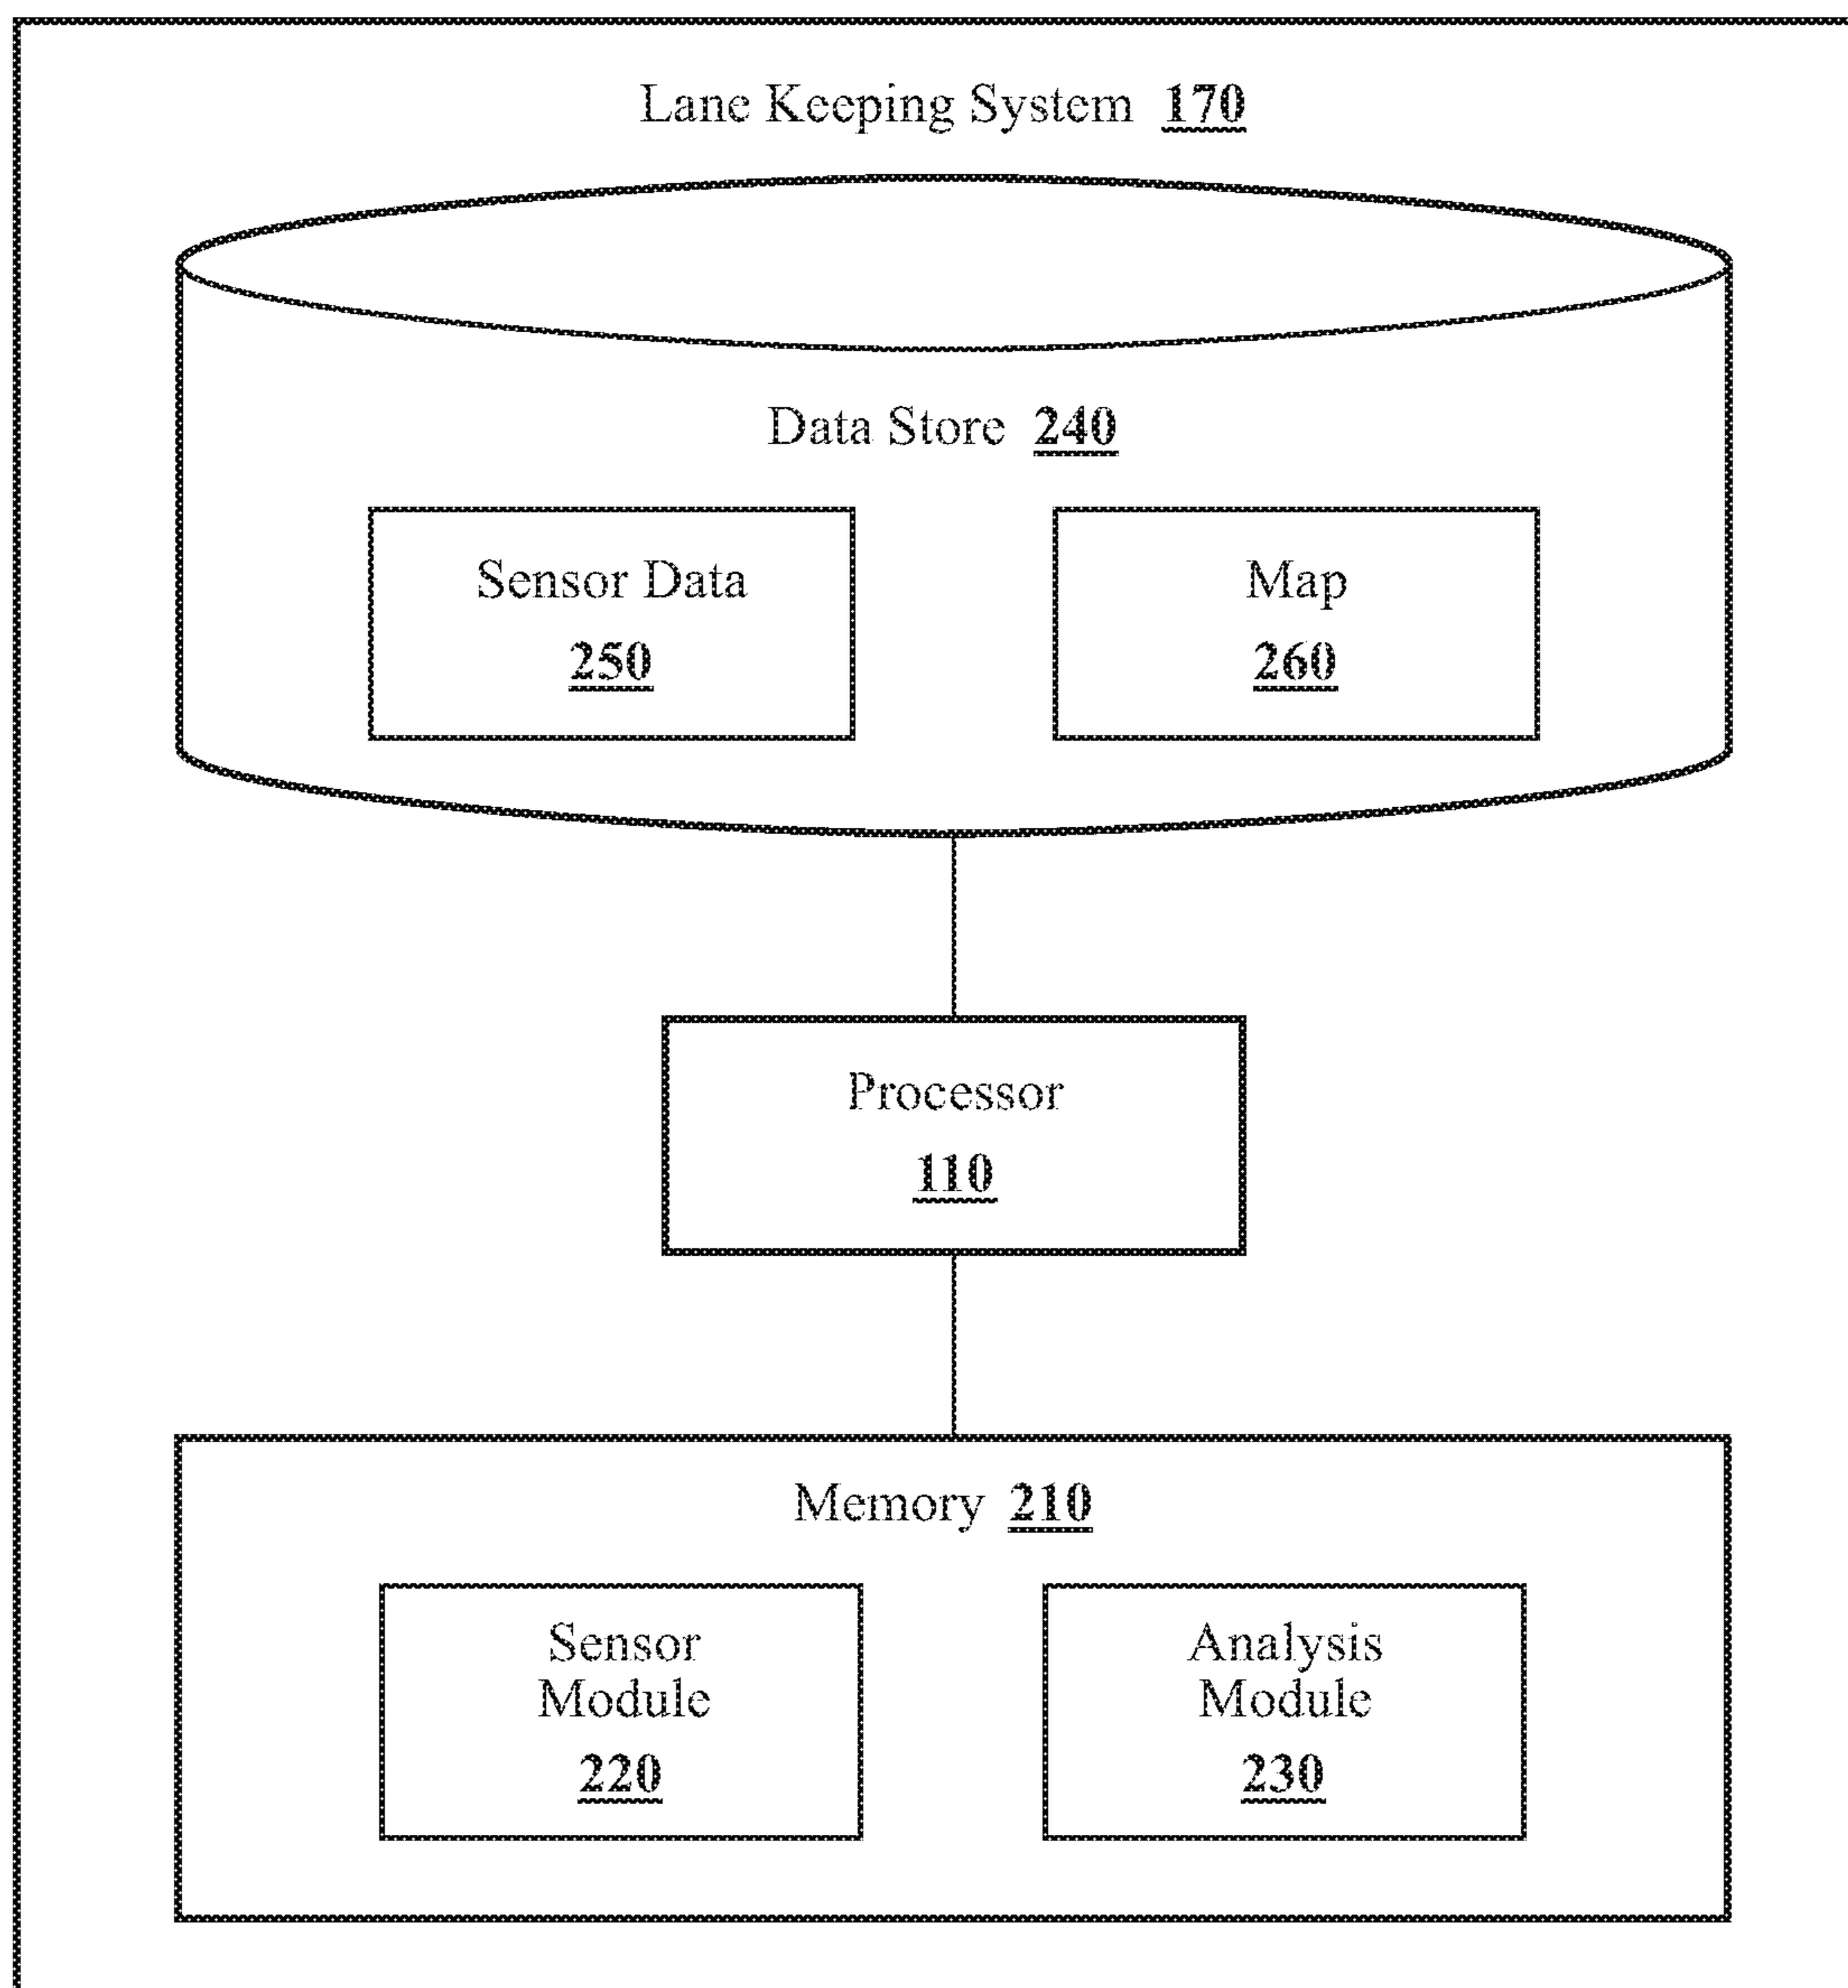 Lane Keeping System 170
Data Store 240
Sensor Data
250
Map
260
Processor
110
Memory 210
Sensor
Module
220
Analysis
Module
230